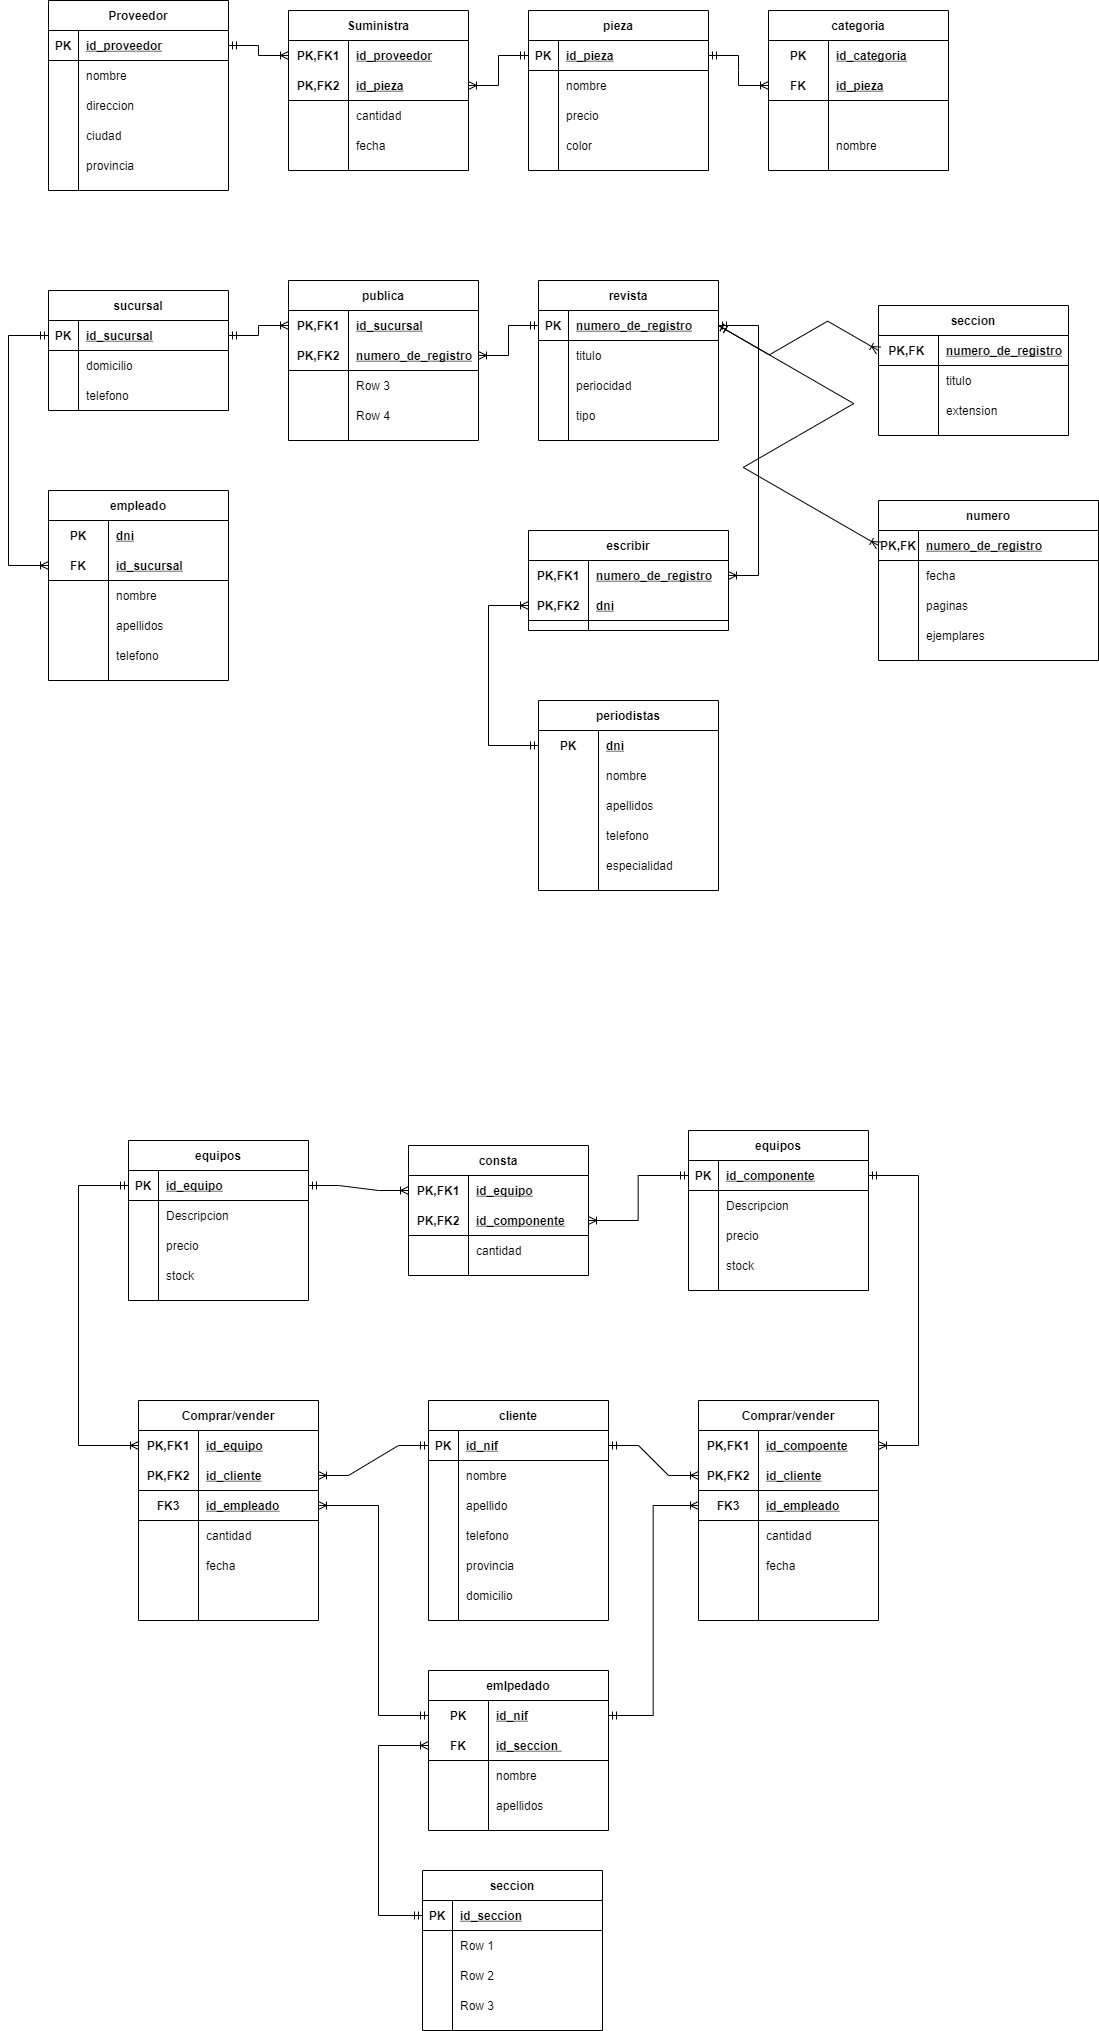 Proveedor
PK id_proveedor
nombre
direccion
ciudad
provincia
Suministra
PK,FK1 id_proveedor
PK,FK2 id_pieza
cantidad
fecha
pieza
PK id_pieza
nombre
precio
color
categoria
PK id_categoria
FK id_pieza
nombre
sucursal
PK id_sucursal
domicilio
telefono
publica
PK,FK1 id_sucursal
PK,FK2 numero_de_registro
Row 3
Row 4
revista
PK numero_de_registro
titulo
periocidad
tipo
seccion
PK,FK numero_de_registro
titulo
extension
empleado
PK dni
FK id_sucursal
nombre
apellidos
telefono
escribir
PK,FK1 numero_de_registro
PK,FK2 dni
numero
PK,FK numero_de_registro
fecha
paginas
ejemplares
periodistas
PK dni
nombre
apellidos
telefono
especialidad
equipos
PK id_equipo
Descripcion
precio
stock
consta
PK,FK1 id_equipo
PK,FK2 id_componente
cantidad
equipos
PK id_componente
Descripcion
precio
stock
Comprar/vender
PK,FK1 id_equipo
PK,FK2 id_cliente
FK3 id_empleado
cantidad
fecha
cliente
PK id_nif
nombre
apellido
telefono
provincia
domicilio
Comprar/vender
PK,FK1 id_compoente
PK,FK2 id_cliente
FK3 id_empleado
cantidad
fecha
emlpedado
PK id_nif
FK id_seccion
nombre
apellidos
seccion
PK id_seccion
Row 1
Row 2
Row 3